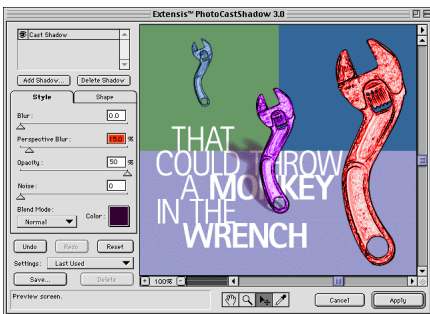 Extensis™ PhotoCastShadow 3.0
Cast Shadow
Add Shadow... Delete Shadow
Style Shape
Blur: 0.0
Perspective Blur: 15.0 %
Opacity: 50 %
Noise: 0
Blend Mode:
Normal Color:
Undo Redo Reset
Settings: Last Used
Save... Delete
Preview screen.
THAT
COULD THROW
A MONKEY
IN THE
WRENCH
+ 100% -
Cancel Apply